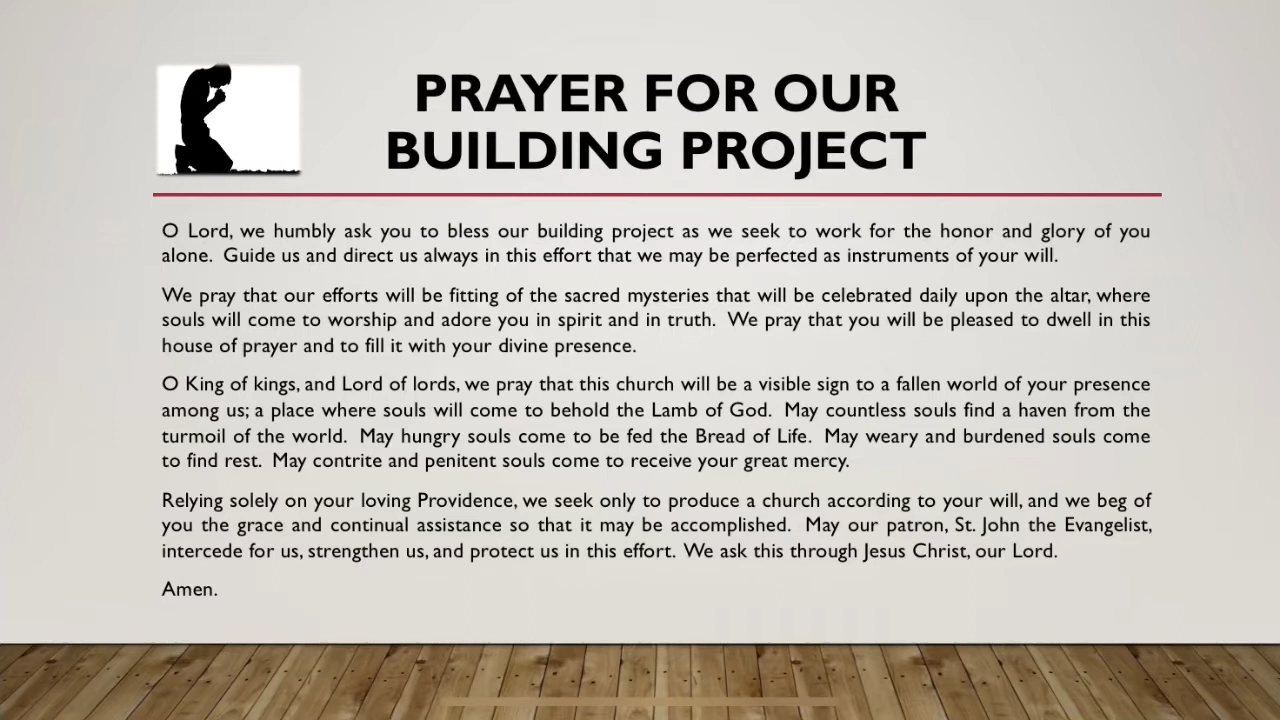 PRAYER FOR OUR
BUILDING PROJECT
O Lord, we humbly ask you to bless our building project as we seek to work for the honor and glory of you
alone.  Guide us and direct us always in this effort that we may be perfected as instruments of your will.
We pray that our efforts will be fitting of the sacred mysteries that will be celebrated daily upon the altar, where
souls will come to worship and adore you in spirit and in truth.  We pray that you will be pleased to dwell in this
house of prayer and to fill it with your divine presence.
O King of kings, and Lord of lords, we pray that this church will be a visible sign to a fallen world of your presence
among us; a place where souls will come to behold the Lamb of God.  May countless souls find a haven from the
turmoil of the world.  May hungry souls come to be fed the Bread of Life.  May weary and burdened souls come
to find rest.  May contrite and penitent souls come to receive your great mercy.
Relying solely on your loving Providence, we seek only to produce a church according to your will, and we beg of
you the grace and continual assistance so that it may be accomplished.  May our patron, St. John the Evangelist,
intercede for us, strengthen us, and protect us in this effort. We ask this through Jesus Christ, our Lord.
Amen.